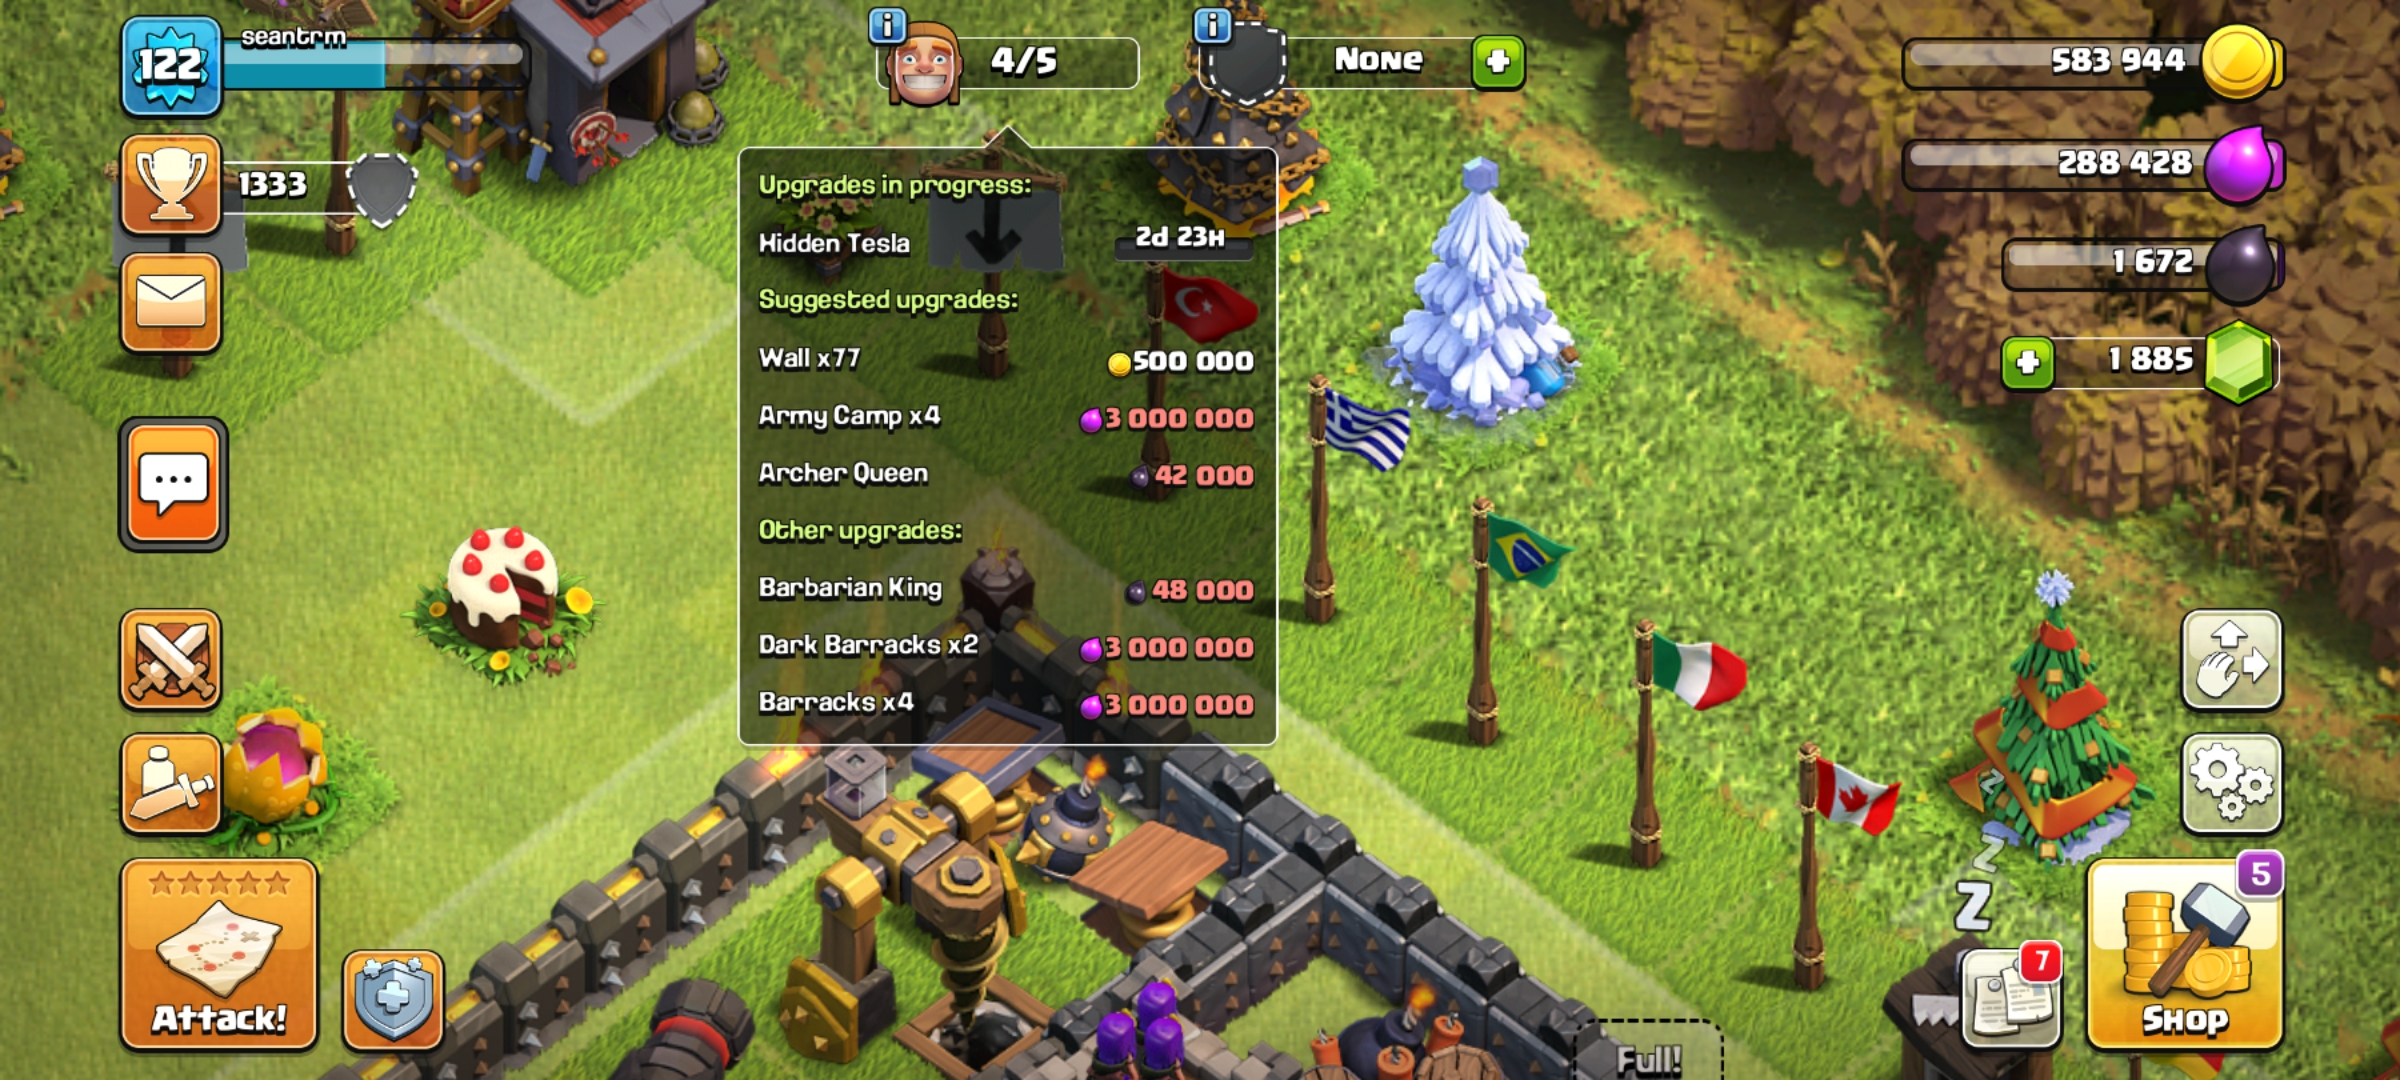 122
seantrm
i
4/5
i
None
583 944
1333
288 428
1 672
1 885
Upgrades in progress:
Hidden Tesla 2d 23H
Suggested upgrades:
Wall x77 500 000
Army Camp x4 3 000 000
Archer Queen 42 000
Other upgrades:
Barbarian King 48 000
Dark Barracks x2 3 000 000
Barracks x4 3 000 000
z
z
Z
Attack!
7
5
Shop
Full!